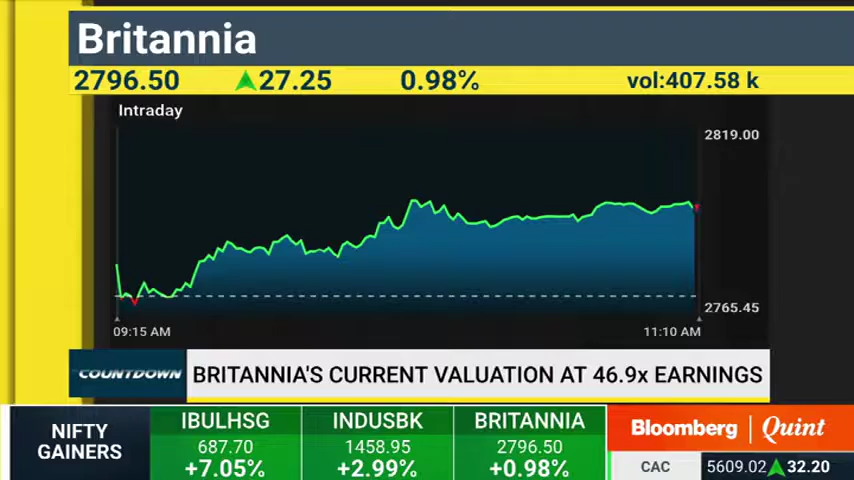 Britannia
2796.50 ▲27.25 0.98% vol:407.58 k
Intraday
2819.00
2765.45
09:15 AM 11:10 AM
COUNTDOWN BRITANNIA'S CURRENT VALUATION AT 46.9x EARNINGS
NIFTY GAINERS
IBULHSG
687.70
+7.05%
INDUSBK
1458.95
+2.99%
BRITANNIA
2796.50
+0.98%
Bloomberg | Quint
CAC 5609.02 ▲ 32.20